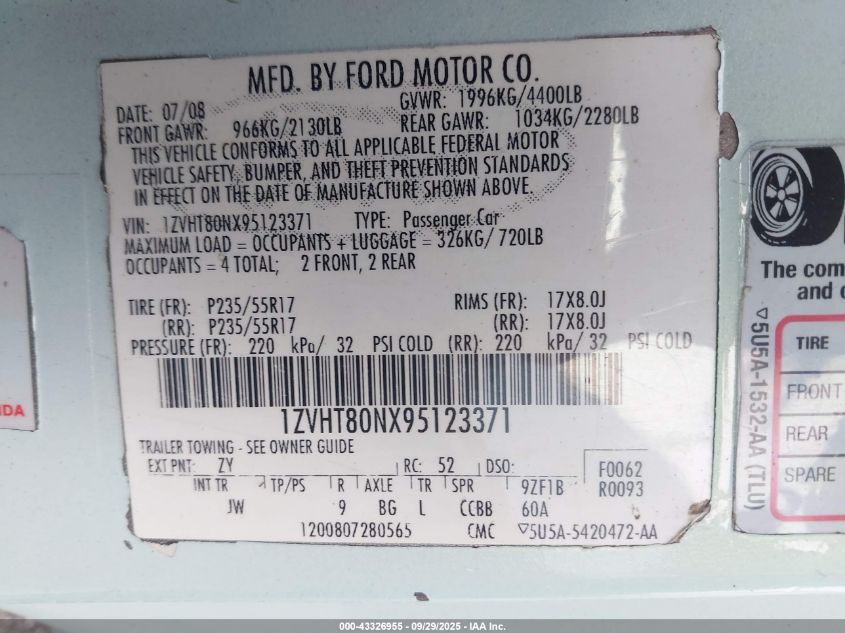 MFD. BY FORD MOTOR CO.
DATE: 07/08 GVWR: 1996KG/4400LB
FRONT GAWR: 966KG/2130LB REAR GAWR: 1034KG/2280LB
THIS VEHICLE CONFORMS TO ALL APPLICABLE FEDERAL MOTOR
VEHICLE SAFETY, BUMPER, AND THEFT PREVENTION STANDARDS
IN EFFECT ON THE DATE OF MANUFACTURE SHOWN ABOVE.
VIN: 1ZVHT80NX95123371 TYPE: Passenger Car
MAXIMUM LOAD = OCCUPANTS + LUGGAGE = 326KG/ 720LB
OCCUPANTS = 4 TOTAL; 2 FRONT, 2 REAR
TIRE (FR): P235/55R17 RIMS (FR): 17X8.0J
(RR): P235/55R17 (RR): 17X8.0J
PRESSURE (FR): 220 kPa/ 32 PSI COLD (RR): 220 kPa/ 32 PSI COLD
1ZVHT80NX95123371
TRAILER TOWING - SEE OWNER GUIDE
EXT PNT: ZY RC: 52 DSO: F0062
INT TR TP/PS R AXLE TR SPR 9ZF1B R0093
JW 9 BG L CCBB 60A
1200807280565 CMC ▽5U5A-5420472-AA
The com
and o
▽5U5A-1532-AA (TLU)
TIRE
FRONT
REAR
SPARE
DA
000-43326955 - 09/29/2025 - IAA Inc.